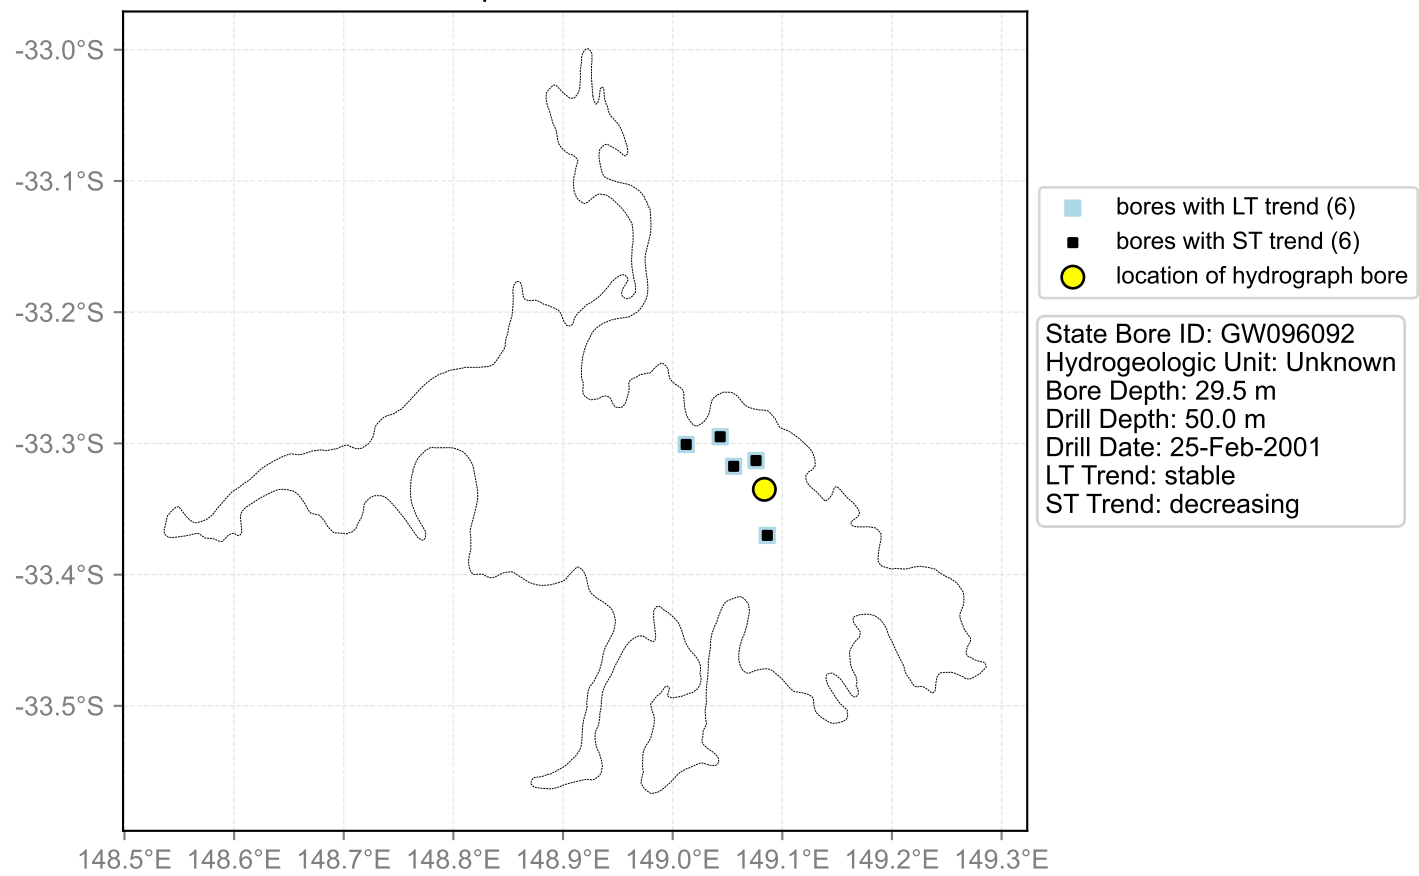 -33.0°S
-33.1°S
-33.2°S
-33.3°S
-33.4°S
-33.5°S
148.5°E 148.6°E 148.7°E 148.8°E 148.9°E 149.0°E 149.1°E 149.2°E 149.3°E
bores with LT trend (6)
bores with ST trend (6)
location of hydrograph bore
State Bore ID: GW096092
Hydrogeologic Unit: Unknown
Bore Depth: 29.5 m
Drill Depth: 50.0 m
Drill Date: 25-Feb-2001
LT Trend: stable
ST Trend: decreasing